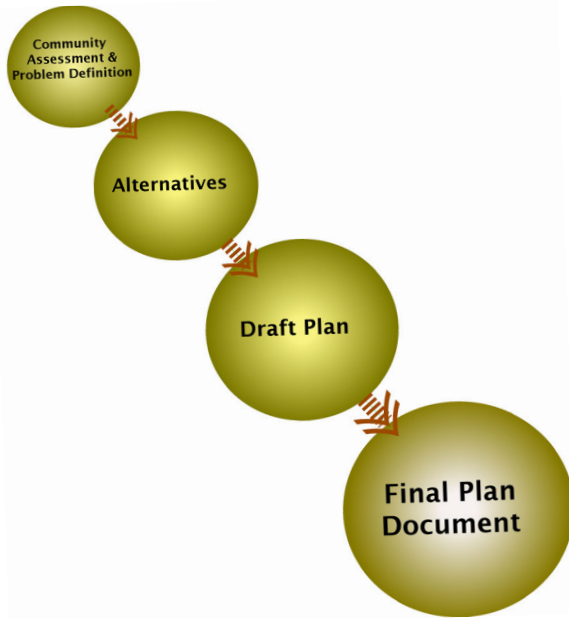 Community
Assessment &
Problem Definition
Alternatives
Draft Plan
Final Plan
Document